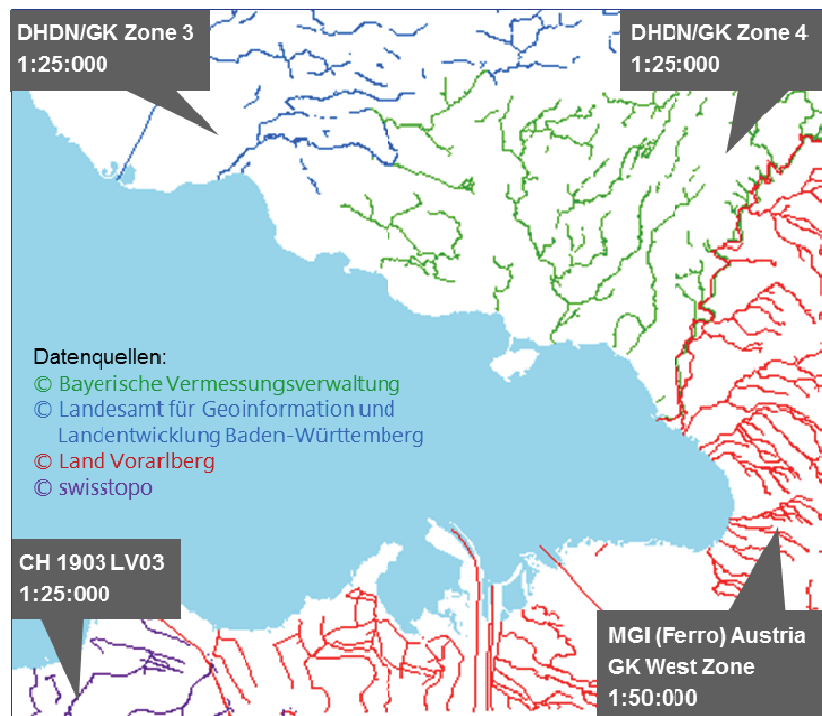 DHDN/GK Zone 3
1:25:000
DHDN/GK Zone 4
1:25:000
Datenquellen:
© Bayerische Vermessungsverwaltung
© Landesamt für Geoinformation und
Landentwicklung Baden-Württemberg
© Land Vorarlberg
© swisstopo
CH 1903 LV03
1:25:000
MGI (Ferro) Austria
GK West Zone
1:50:000